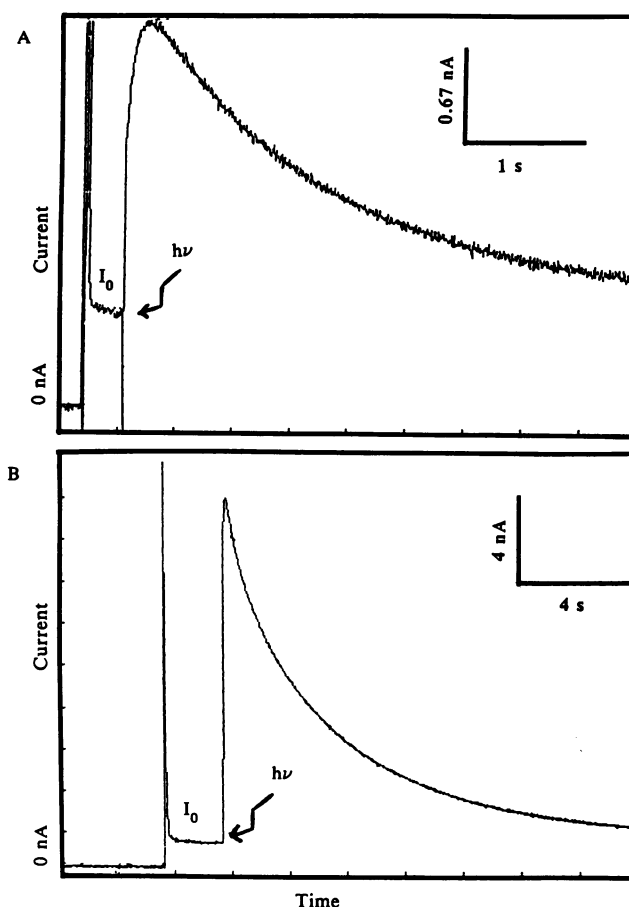 A
0.67 nA
1 s
Current
I₀
hν
0 nA
B
4 nA
4 s
Current
I₀
hν
0 nA
Time